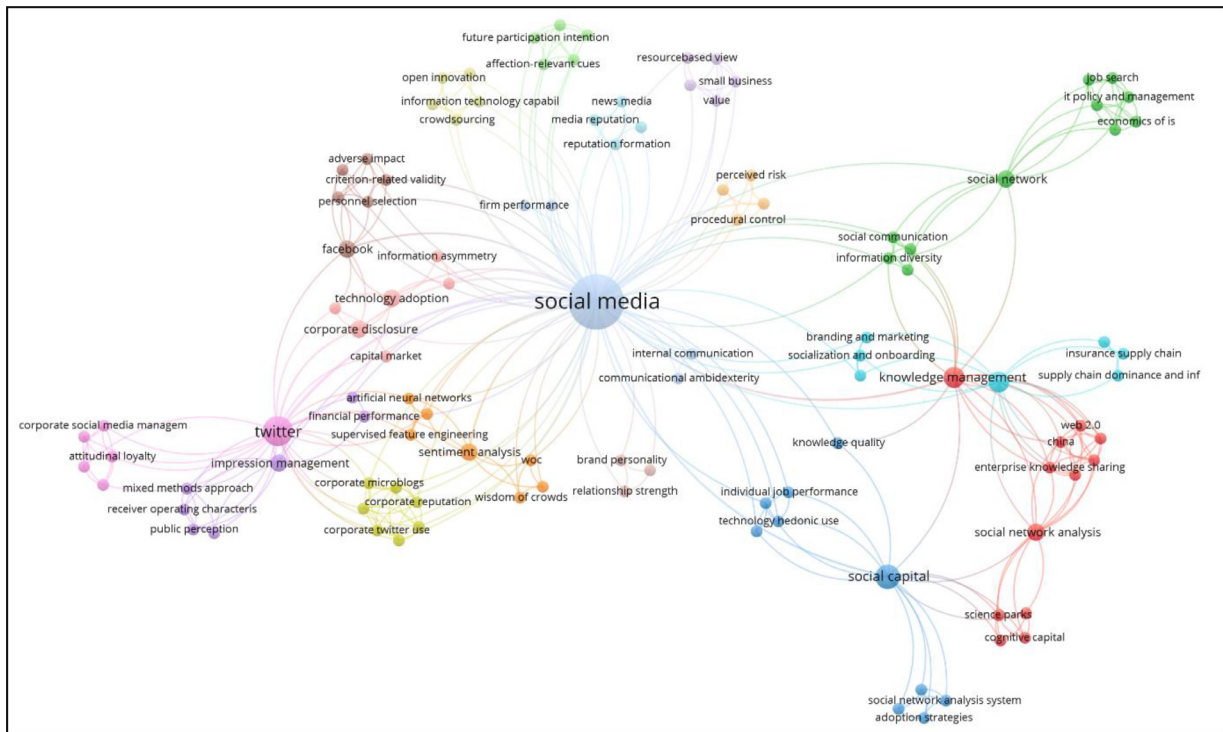 future participation intention
affection-relevant cues
open innovation
information technology capabil
crowdsourcing
resourcebased view
small business
value
news media
media reputation
reputation formation
job search
it policy and management
economics of is
social network
adverse impact
criterion-related validity
personnel selection
firm performance
perceived risk
procedural control
facebook
information asymmetry
social communication
information diversity
technology adoption
social media
corporate disclosure
capital market
internal communication
communicational ambidexterity
branding and marketing
socialization and onboarding
insurance supply chain
knowledge management
supply chain dominance and inf
artificial neural networks
financial performance
supervised feature engineering
corporate social media managem
twitter
attitudinal loyalty
impression management
sentiment analysis
knowledge quality
web 2.0
china
enterprise knowledge sharing
woc
wisdom of crowds
brand personality
relationship strength
mixed methods approach
receiver operating characteris
public perception
corporate microblogs
corporate reputation
corporate twitter use
individual job performance
technology hedonic use
social network analysis
social capital
science parks
cognitive capital
social network analysis system
adoption strategies